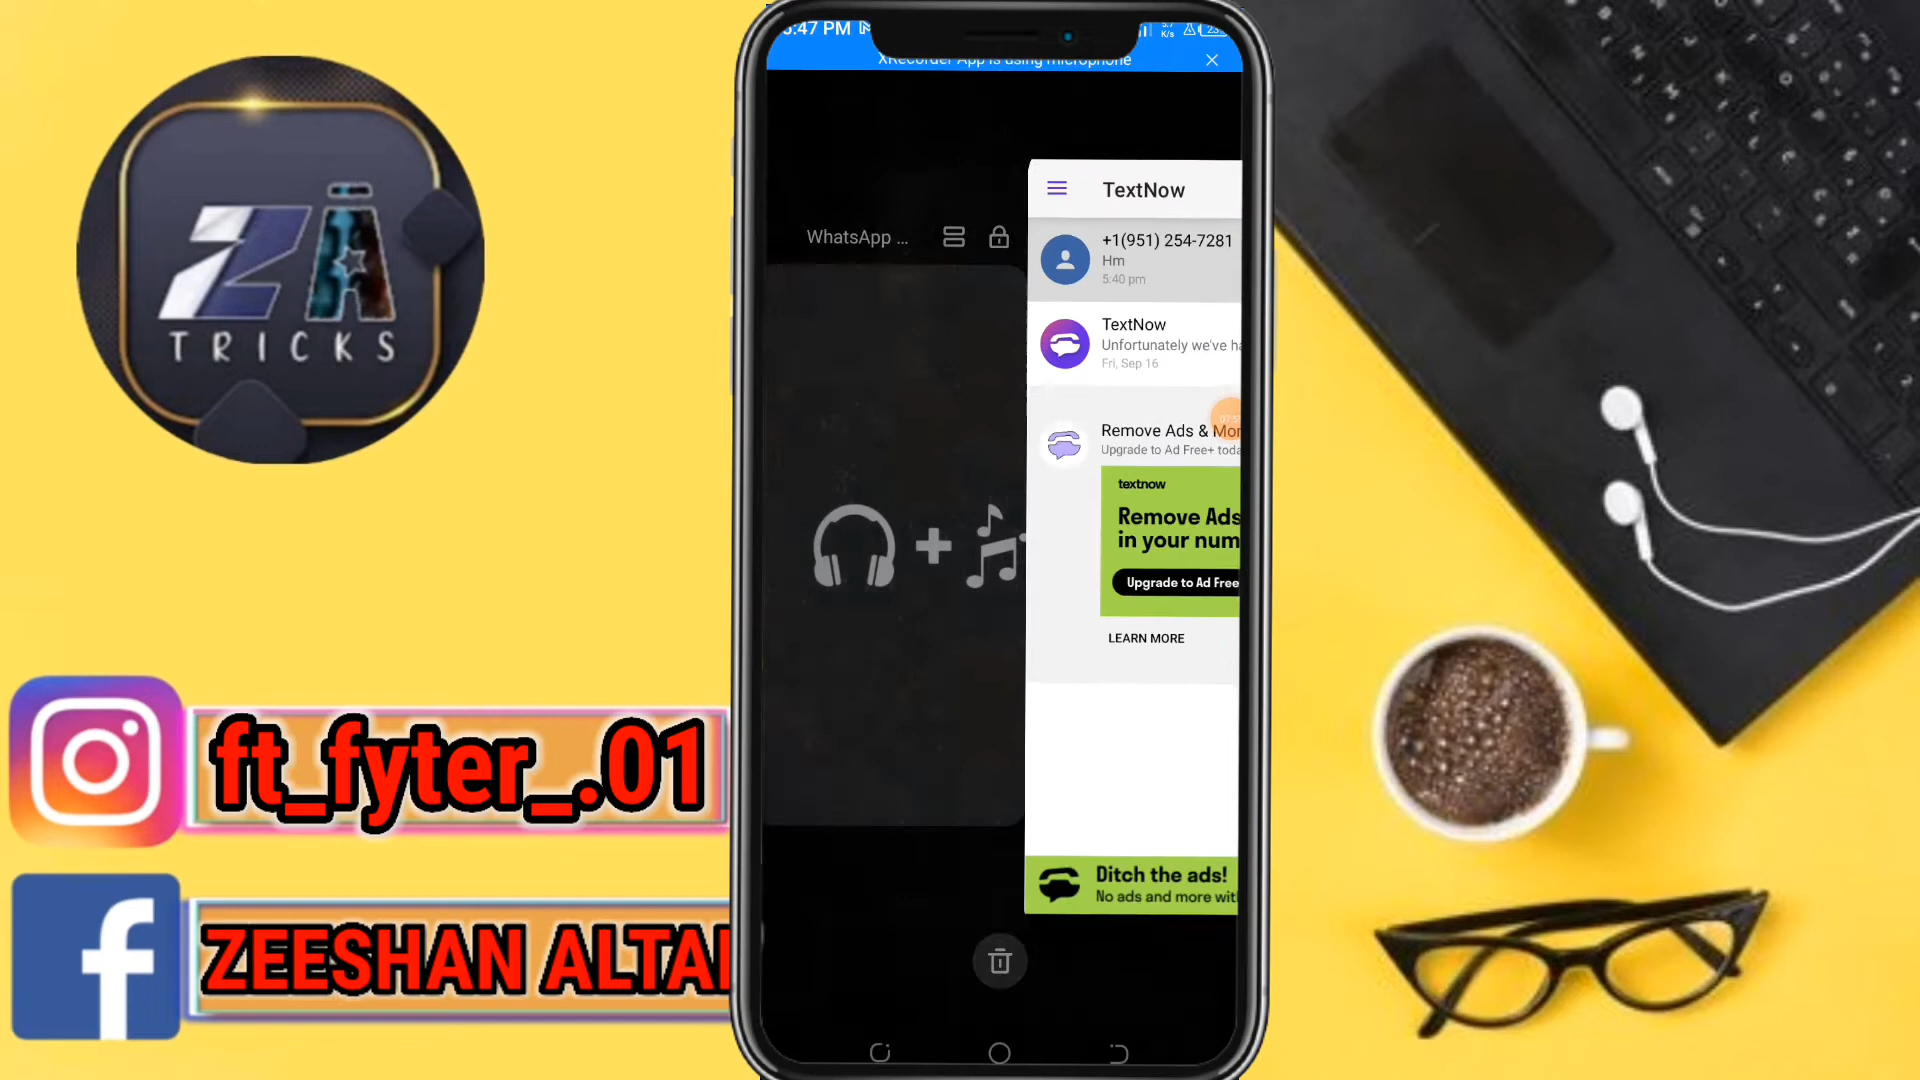 ZA
TRICKS
ft_fyter_.01
ZEESHAN ALTA
:47 PM
K/s
XRecorder App is using microphone
WhatsApp ...
TextNow
+1(951) 254-7281
Hm
5:40 pm
TextNow
Unfortunately we've ha
Fri, Sep 16
Remove Ads & Mor
Upgrade to Ad Free+ toda
textnow
Remove Ads
in your num
Upgrade to Ad Free
LEARN MORE
Ditch the ads!
No ads and more wit